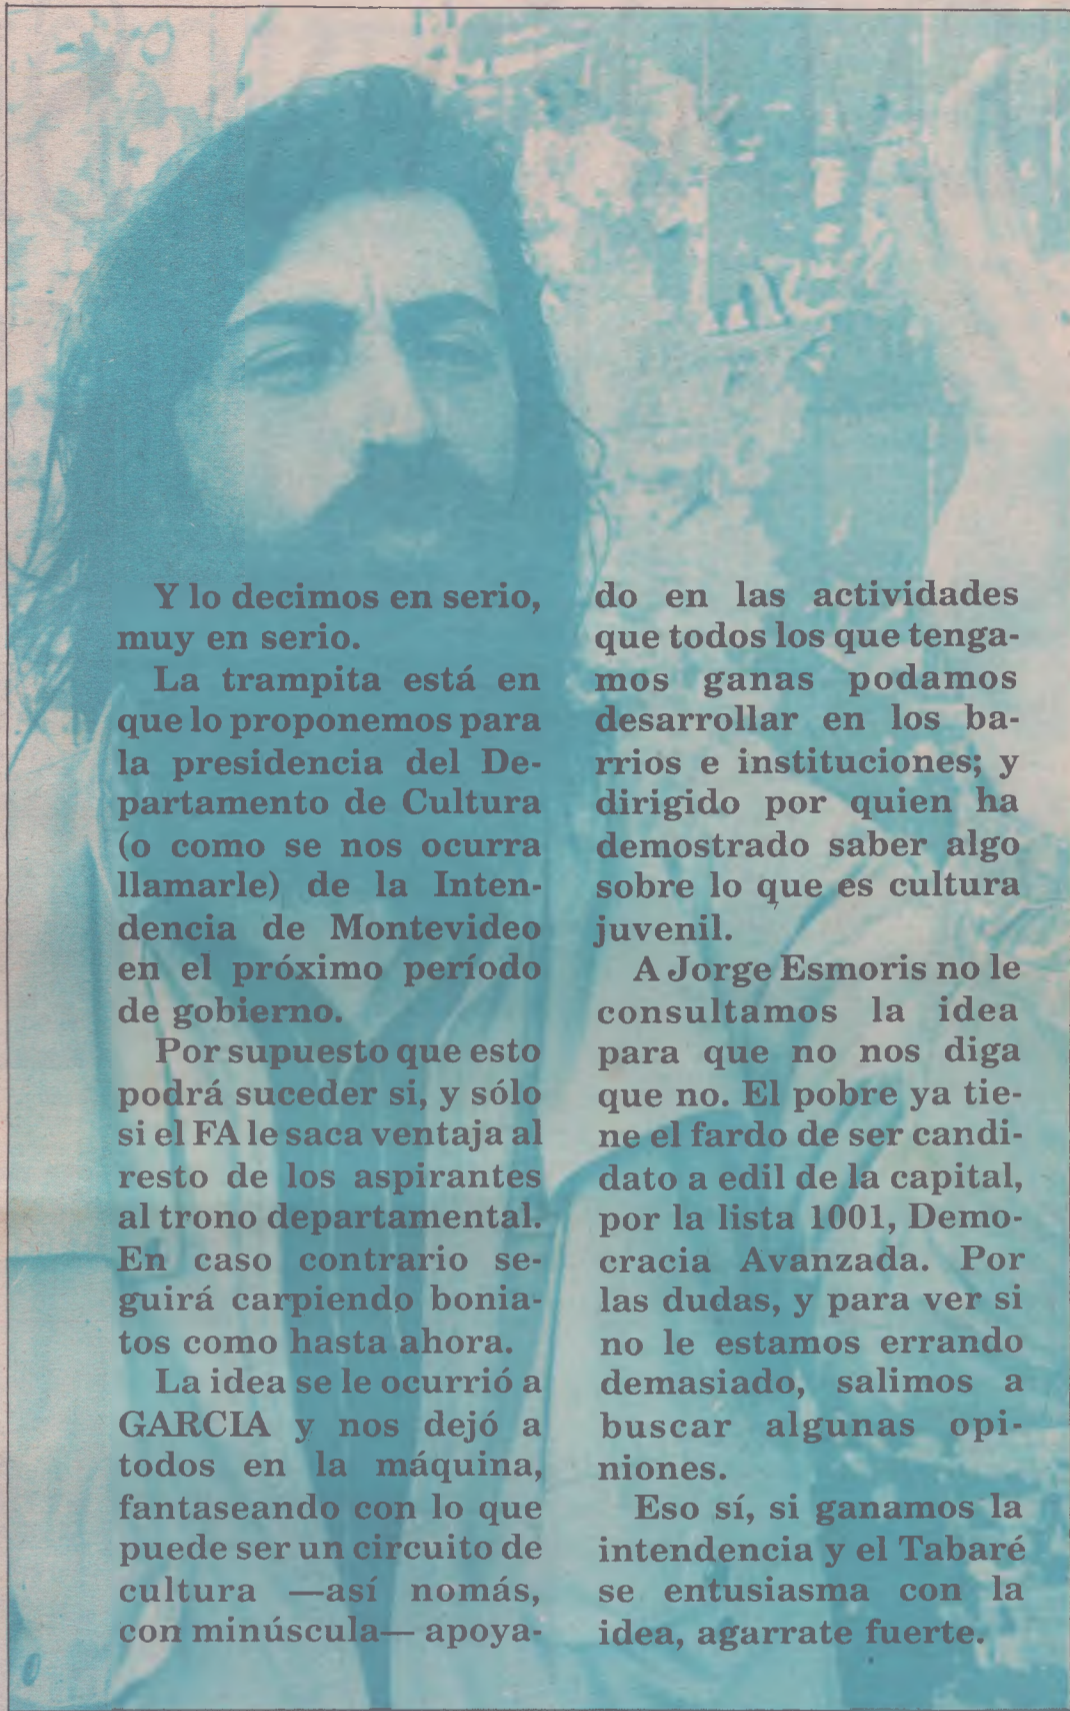 Y lo decimos en serio,
muy en serio.
La trampita está en
que lo proponemos para
la presidencia del De-
partamento de Cultura
(o como se nos ocurra
llamarle) de la Inten-
dencia de Montevideo
en el próximo período
de gobierno.
Por supuesto que esto
podrá suceder si, y sólo
si el FA le saca ventaja al
resto de los aspirantes
al trono departamental.
En caso contrario se-
guirá carpiendo bonia-
tos como hasta ahora.
La idea se le ocurrió a
GARCIA y nos dejó a
todos en la máquina,
fantaseando con lo que
puede ser un circuito de
cultura —así nomás,
con minúscula— apoya-
do en las actividades
que todos los que tenga-
mos ganas podamos
desarrollar en los ba-
rrios e instituciones; y
dirigido por quien ha
demostrado saber algo
sobre lo que es cultura
juvenil.
A Jorge Esmoris no le
consultamos la idea
para que no nos diga
que no. El pobre ya tie-
ne el fardo de ser candi-
dato a edil de la capital,
por la lista 1001, Demo-
cracia Avanzada. Por
las dudas, y para ver si
no le estamos errando
demasiado, salimos a
buscar algunas opi-
niones.
Eso sí, si ganamos la
intendencia y el Tabaré
se entusiasma con la
idea, agarrate fuerte.